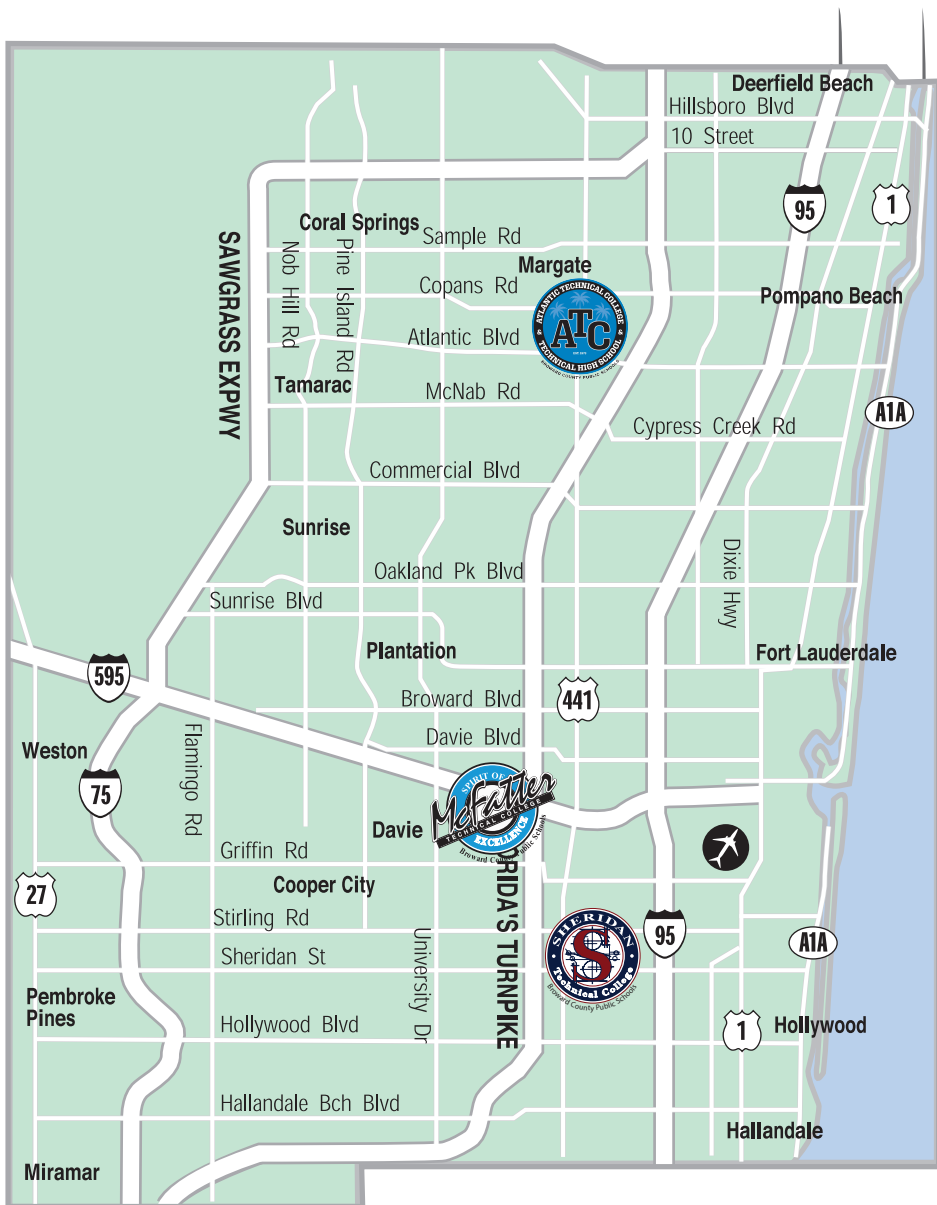 Deerfield Beach
Hillsboro Blvd
10 Street
95
1
Coral Springs
Sample Rd
SAWGRASS EXPWY
Nob Hill Rd
Pine Island Rd
Margate
Copans Rd
Pompano Beach
ATLANTIC TECHNICAL COLLEGE
&
ATC
&
TECHNICAL HIGH SCHOOL
BROWARD COUNTY PUBLIC SCHOOLS
Atlantic Blvd
Tamarac
McNab Rd
A1A
Cypress Creek Rd
Commercial Blvd
Sunrise
Dixie Hwy
Oakland Pk Blvd
Sunrise Blvd
Plantation
Fort Lauderdale
595
Broward Blvd
441
Davie Blvd
Flamingo Rd
Weston
75
SPIRIT OF
McFatter
TECHNICAL COLLEGE
EXCELLENCE
Broward County Public Schools
Davie
Griffin Rd
Cooper City
27
RIDA'S TURNPIKE
Stirling Rd
SHERIDAN
S
Technical College
Broward County Public Schools
95
A1A
University Dr
Sheridan St
Pembroke
Pines
Hollywood Blvd
1
Hollywood
Hallandale Bch Blvd
Hallandale
Miramar